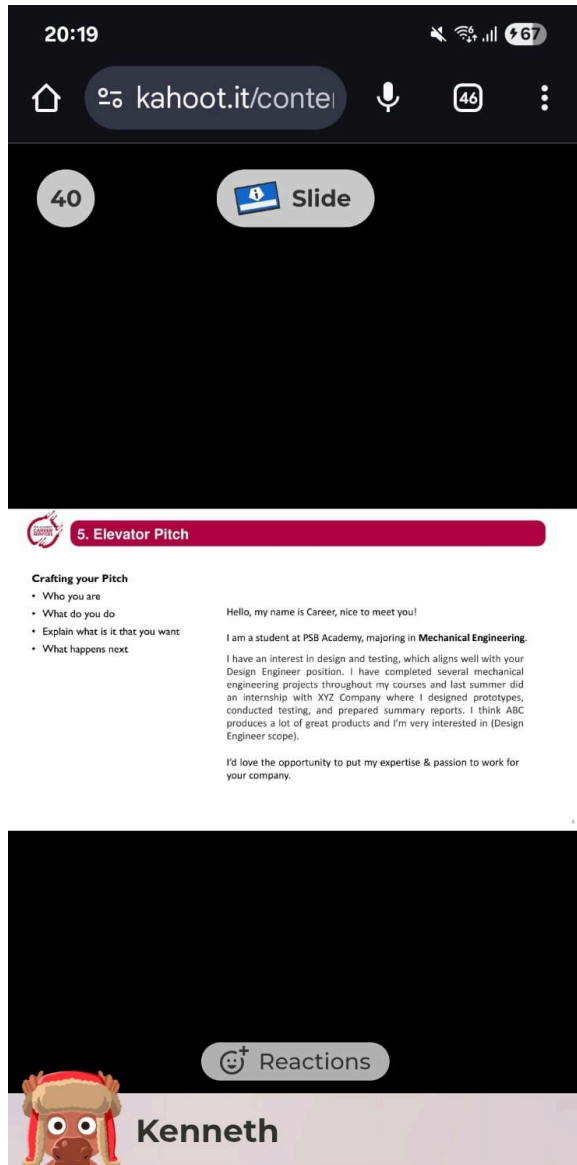 20:19
67
kahoot.it/conte
46
40
Slide
5. Elevator Pitch
Crafting your Pitch
• Who you are
• What do you do
• Explain what is it that you want
• What happens next
Hello, my name is Career, nice to meet you!
I am a student at PSB Academy, majoring in Mechanical Engineering.
I have an interest in design and testing, which aligns well with your
Design Engineer position. I have completed several mechanical
engineering projects throughout my courses and last summer did
an internship with XYZ Company where I designed prototypes,
conducted testing, and prepared summary reports. I think ABC
produces a lot of great products and I'm very interested in (Design
Engineer scope).
I'd love the opportunity to put my expertise & passion to work for
your company.
Reactions
Kenneth